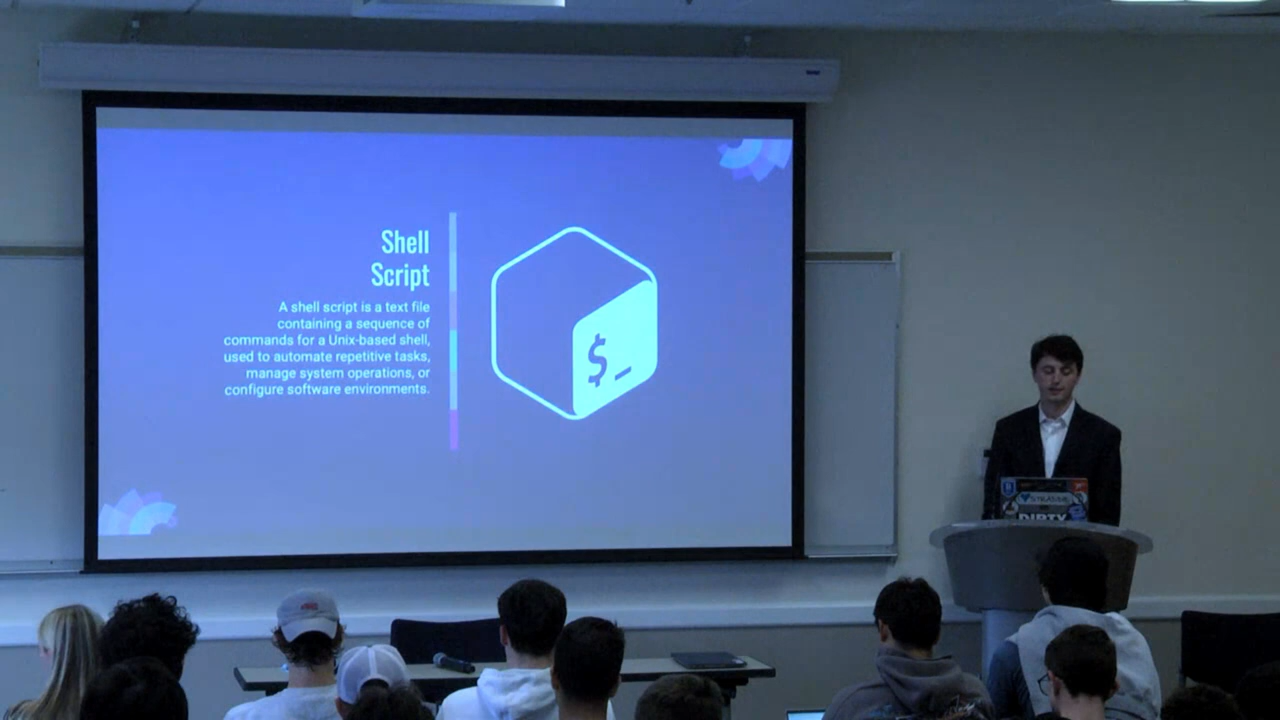 Shell
Script
A shell script is a text file
containing a sequence of
commands for a Unix-based shell,
used to automate repetitive tasks,
manage system operations, or
configure software environments.
$_
DIRTY